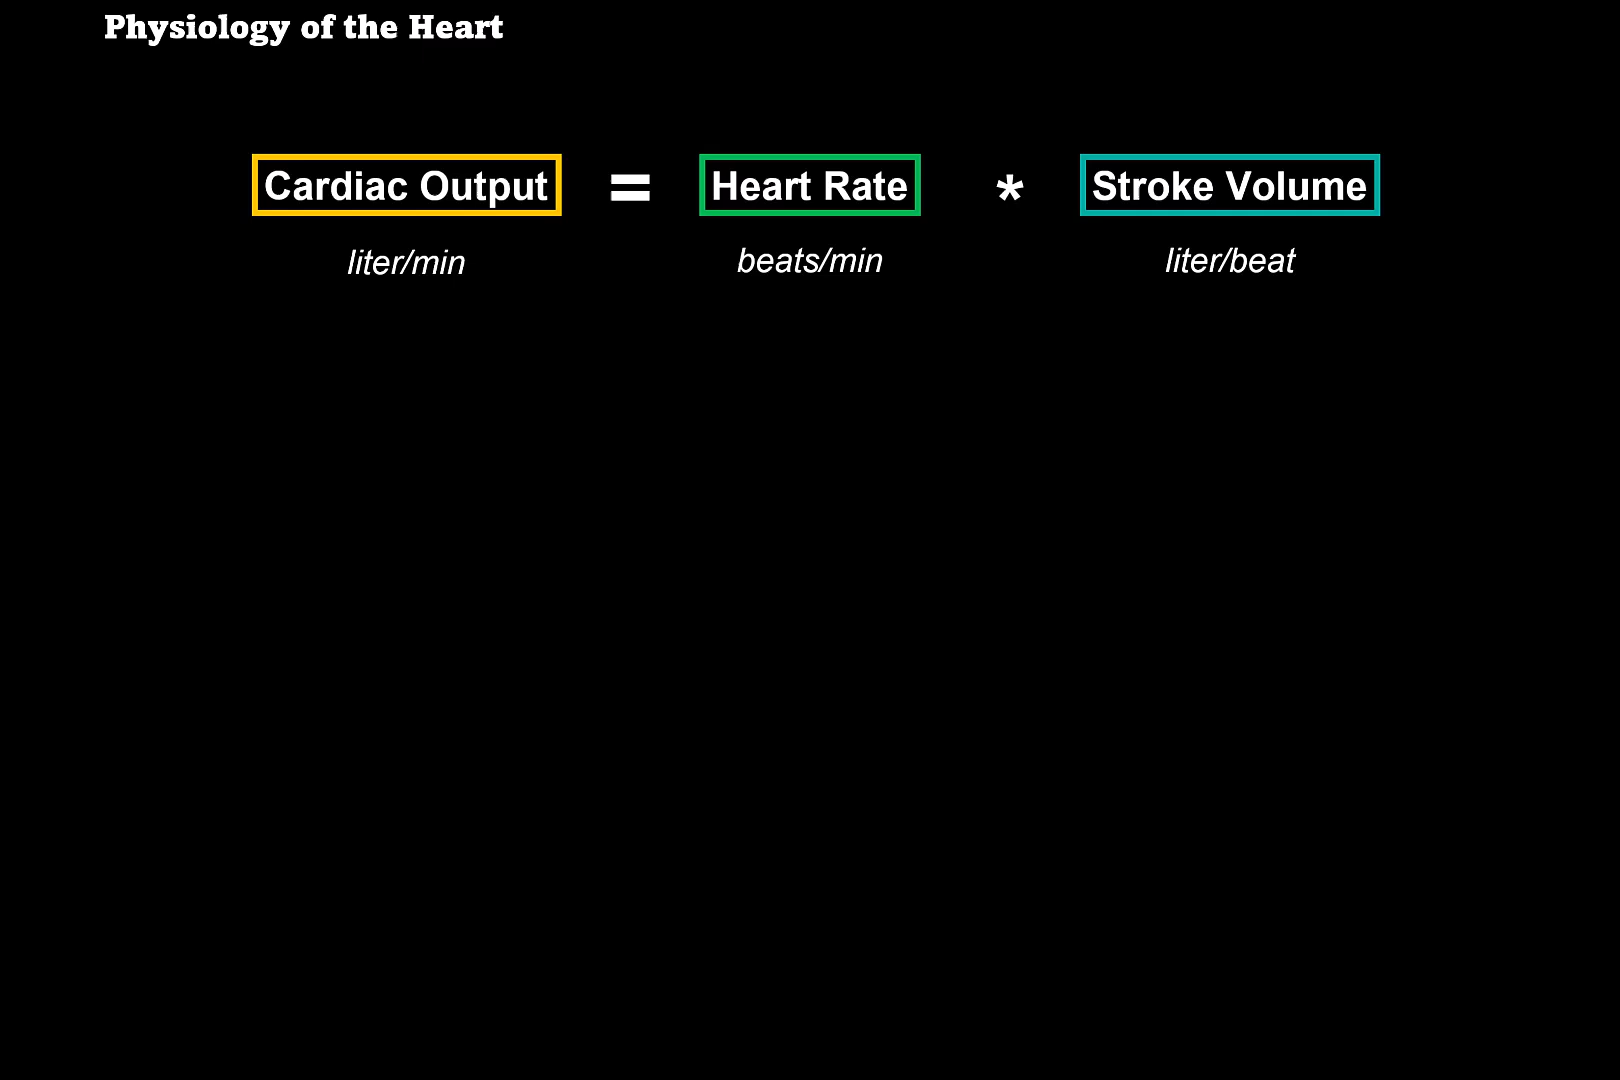 Physiology of the Heart
Cardiac Output = Heart Rate * Stroke Volume
liter/min beats/min liter/beat